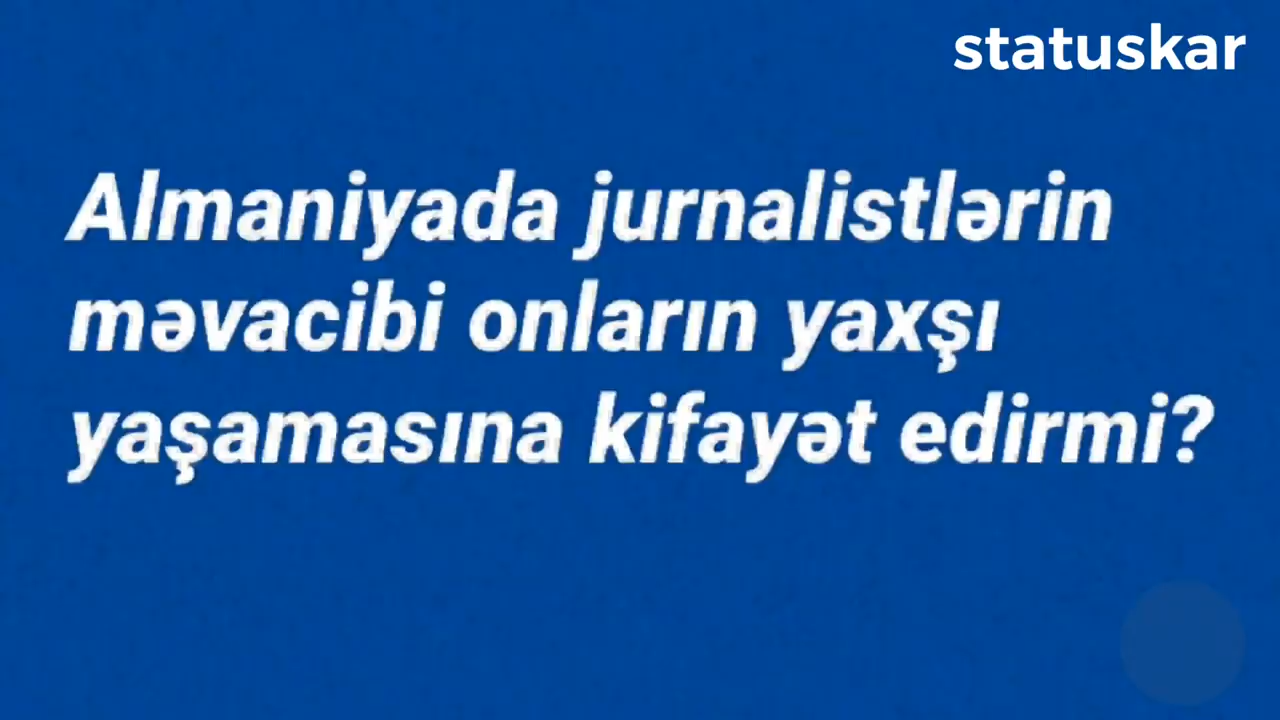 statuskar
Almaniyada jurnalistlərin
məvacibi onların yaxşı
yaşamasına kifayət edirmi?